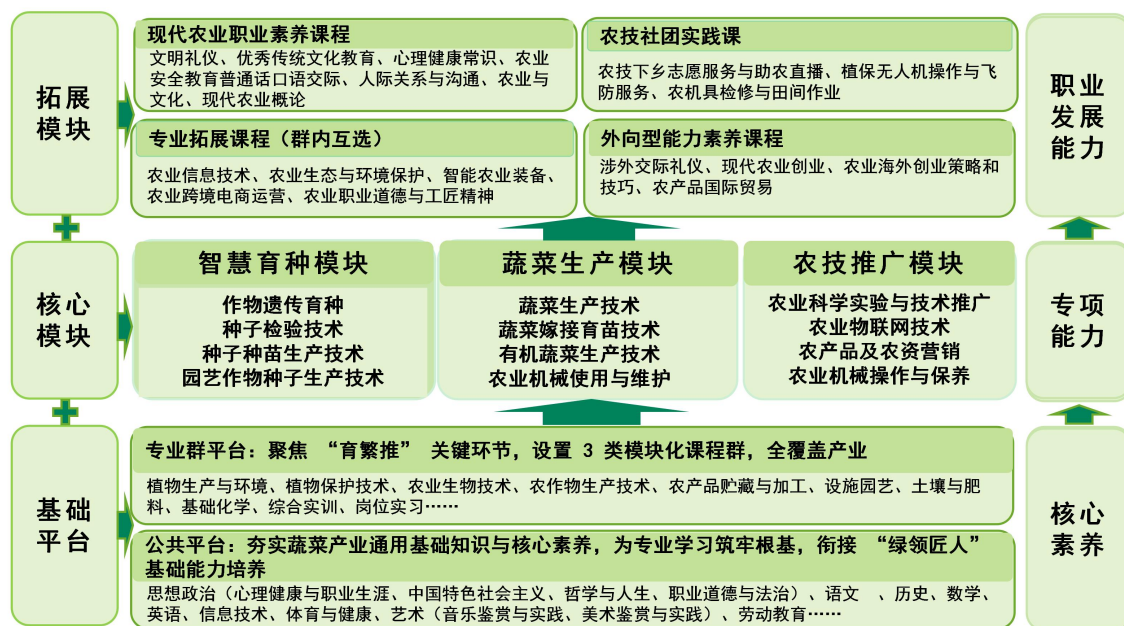 拓展
模块
现代农业职业素养课程
文明礼仪、优秀传统文化教育、心理健康常识、农业
安全教育普通话口语交际、人际关系与沟通、农业与
文化、现代农业概论
农技社团实践课
农技下乡志愿服务与助农直播、植保无人机操作与飞
防服务、农机具检修与田间作业
专业拓展课程（群内互选）
农业信息技术、农业生态与环境保护、智能农业装备、
农业跨境电商运营、农业职业道德与工匠精神
外向型能力素养课程
涉外交际礼仪、现代农业创业、农业海外创业策略和
技巧、农产品国际贸易
职业
发展
能力
核心
模块
智慧育种模块
作物遗传育种
种子检验技术
种子种苗生产技术
园艺作物种子生产技术
蔬菜生产模块
蔬菜生产技术
蔬菜嫁接育苗技术
有机蔬菜生产技术
农业机械使用与维护
农技推广模块
农业科学实验与技术推广
农业物联网技术
农产品及农资营销
农业机械操作与保养
专项
能力
基础
平台
专业群平台：聚焦 “育繁推” 关键环节，设置 3 类模块化课程群，全覆盖产业
植物生产与环境、植物保护技术、农业生物技术、农作物生产技术、农产品贮藏与加工、设施园艺、土壤与肥
料、基础化学、综合实训、岗位实习……
公共平台：夯实蔬菜产业通用基础知识与核心素养，为专业学习筑牢根基，衔接 “绿领匠人”
基础能力培养
思想政治（心理健康与职业生涯、中国特色社会主义、哲学与人生、职业道德与法治）、语文 、历史、数学、
英语、信息技术、体育与健康、艺术（音乐鉴赏与实践、美术鉴赏与实践）、劳动教育……
核心
素养